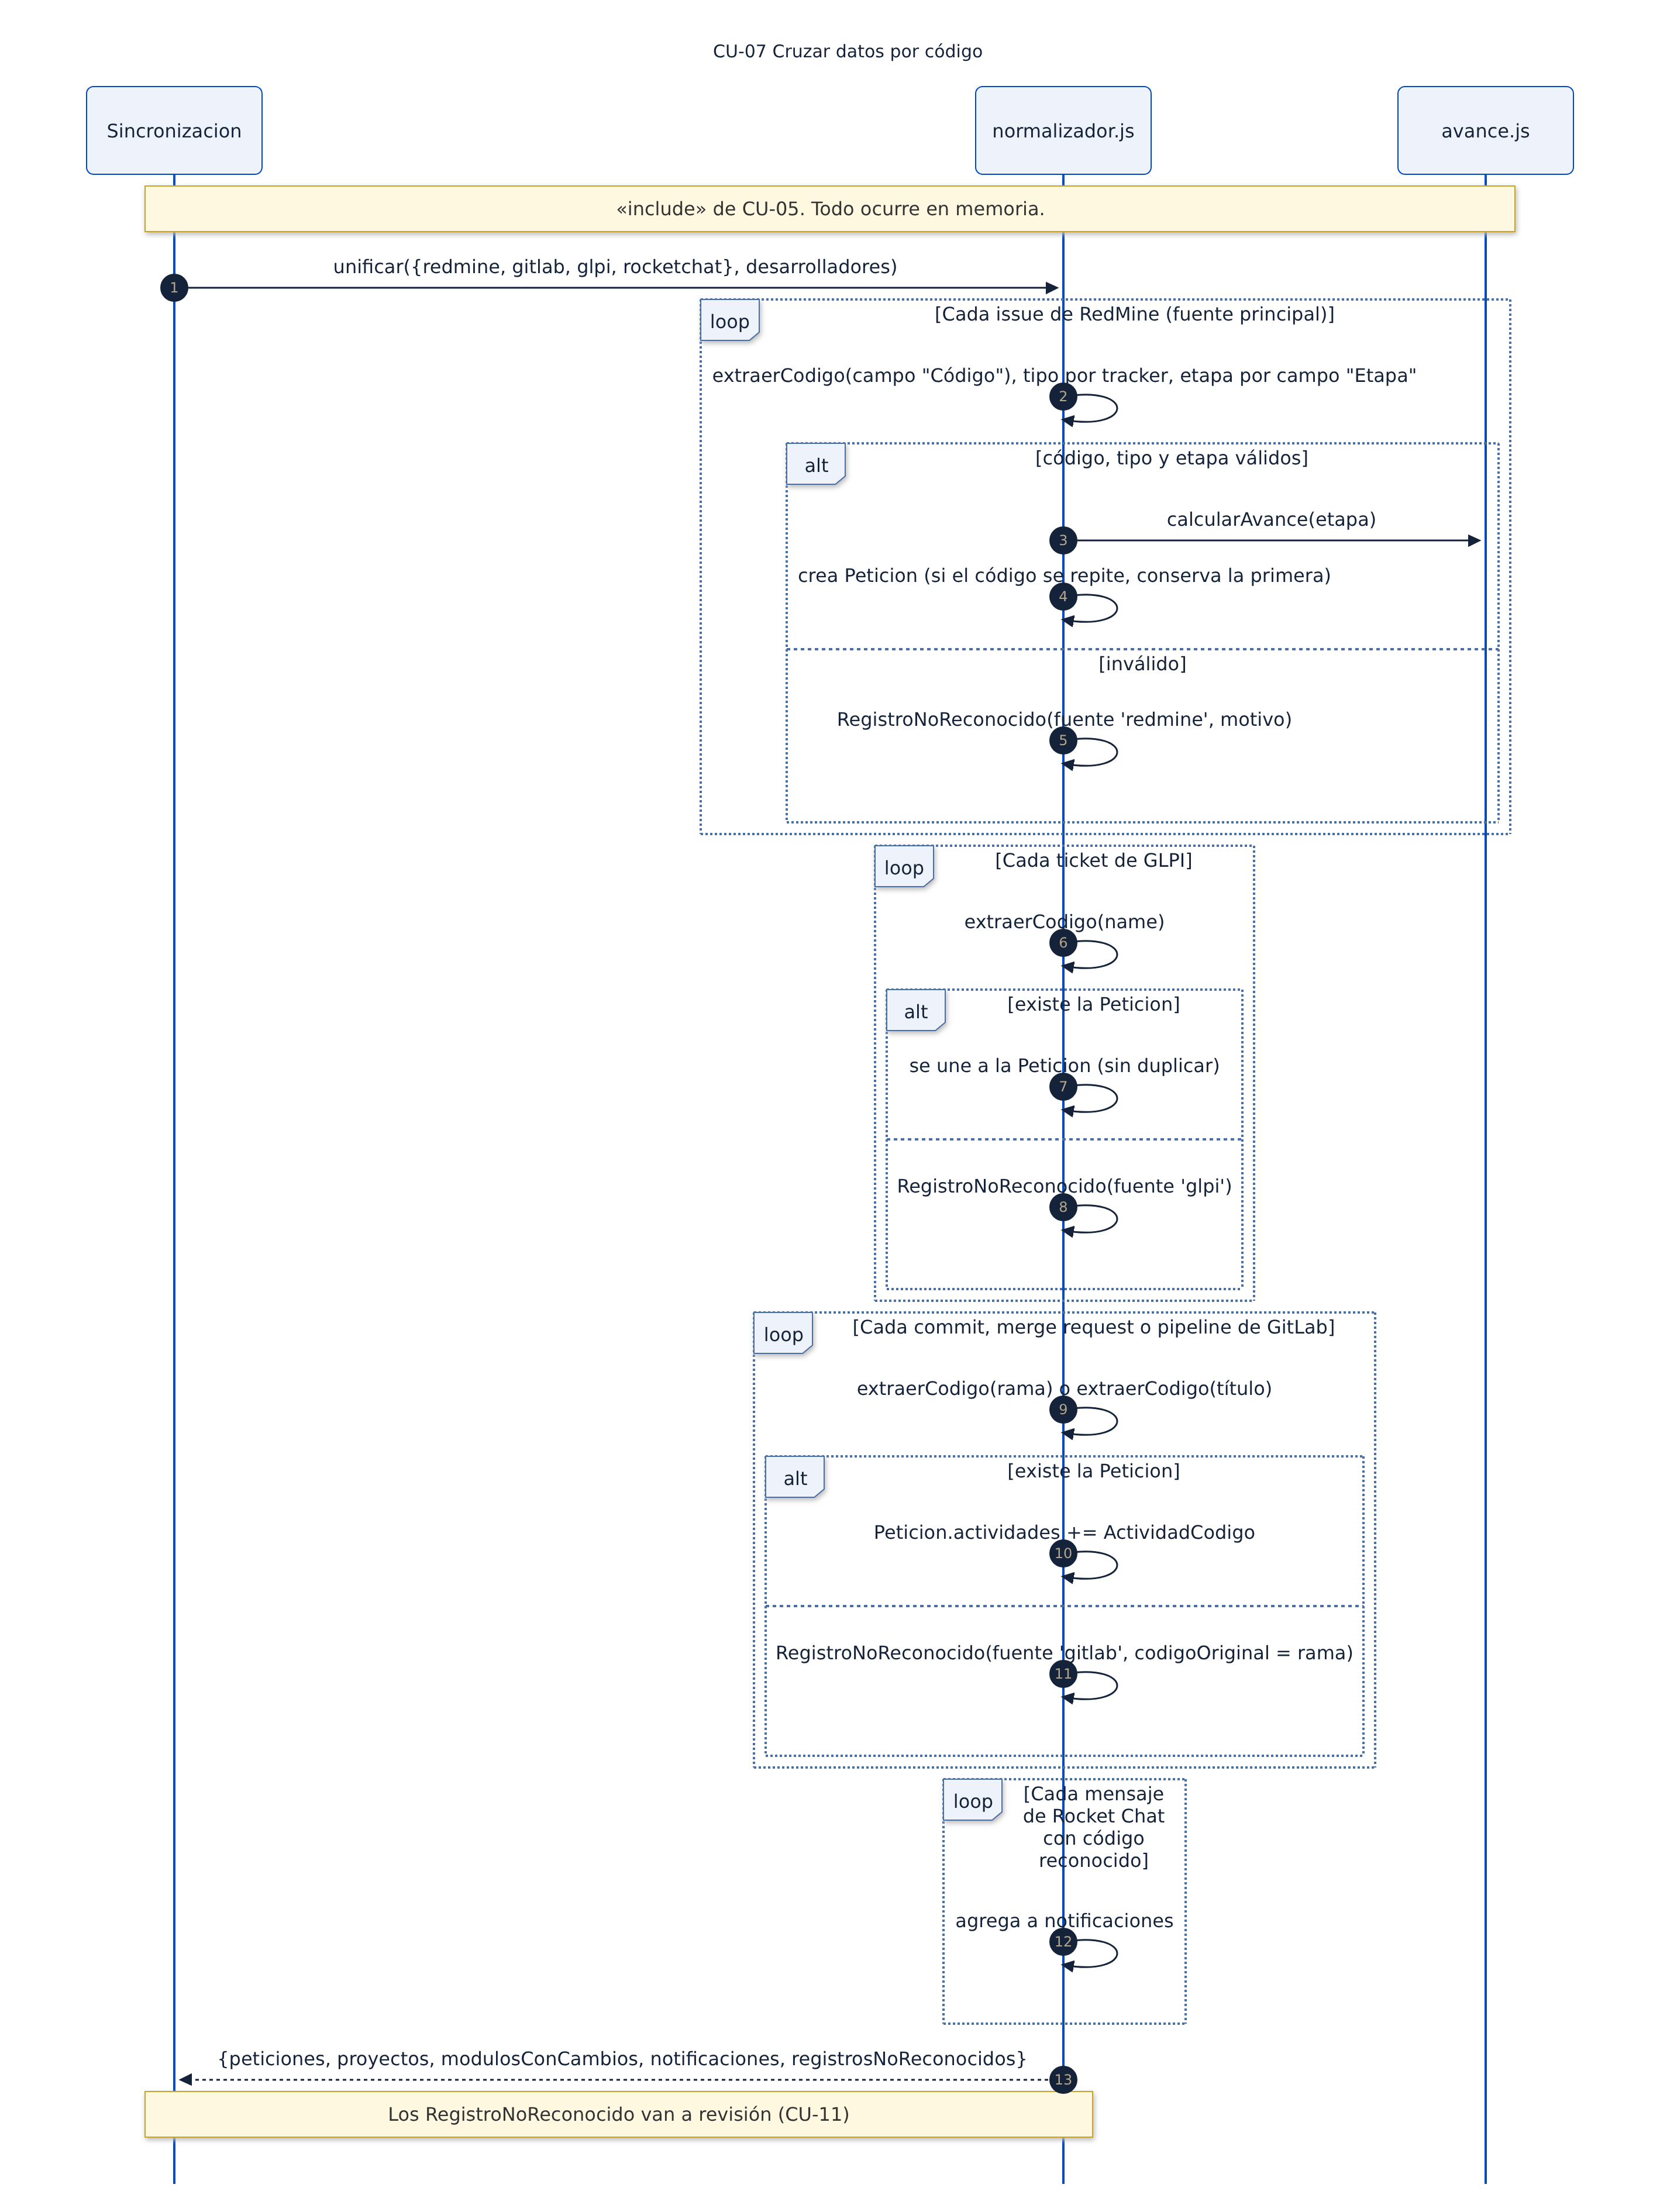 CU-07 Cruzar datos por código
Sincronizacion
normalizador.js
avance.js
«include» de CU-05. Todo ocurre en memoria.
unificar({redmine, gitlab, glpi, rocketchat}, desarrolladores)
1
loop
[Cada issue de RedMine (fuente principal)]
extraerCodigo(campo "Código"), tipo por tracker, etapa por campo "Etapa"
2
alt
[código, tipo y etapa válidos]
calcularAvance(etapa)
3
crea Peticion (si el código se repite, conserva la primera)
4
[inválido]
RegistroNoReconocido(fuente 'redmine', motivo)
5
loop
[Cada ticket de GLPI]
extraerCodigo(name)
6
alt
[existe la Peticion]
se une a la Peticion (sin duplicar)
7
RegistroNoReconocido(fuente 'glpi')
8
loop
[Cada commit, merge request o pipeline de GitLab]
extraerCodigo(rama) o extraerCodigo(título)
9
alt
[existe la Peticion]
Peticion.actividades += ActividadCodigo
10
RegistroNoReconocido(fuente 'gitlab', codigoOriginal = rama)
11
loop
[Cada mensaje
de Rocket Chat
con código
reconocido]
agrega a notificaciones
12
{peticiones, proyectos, modulosConCambios, notificaciones, registrosNoReconocidos}
13
Los RegistroNoReconocido van a revisión (CU-11)